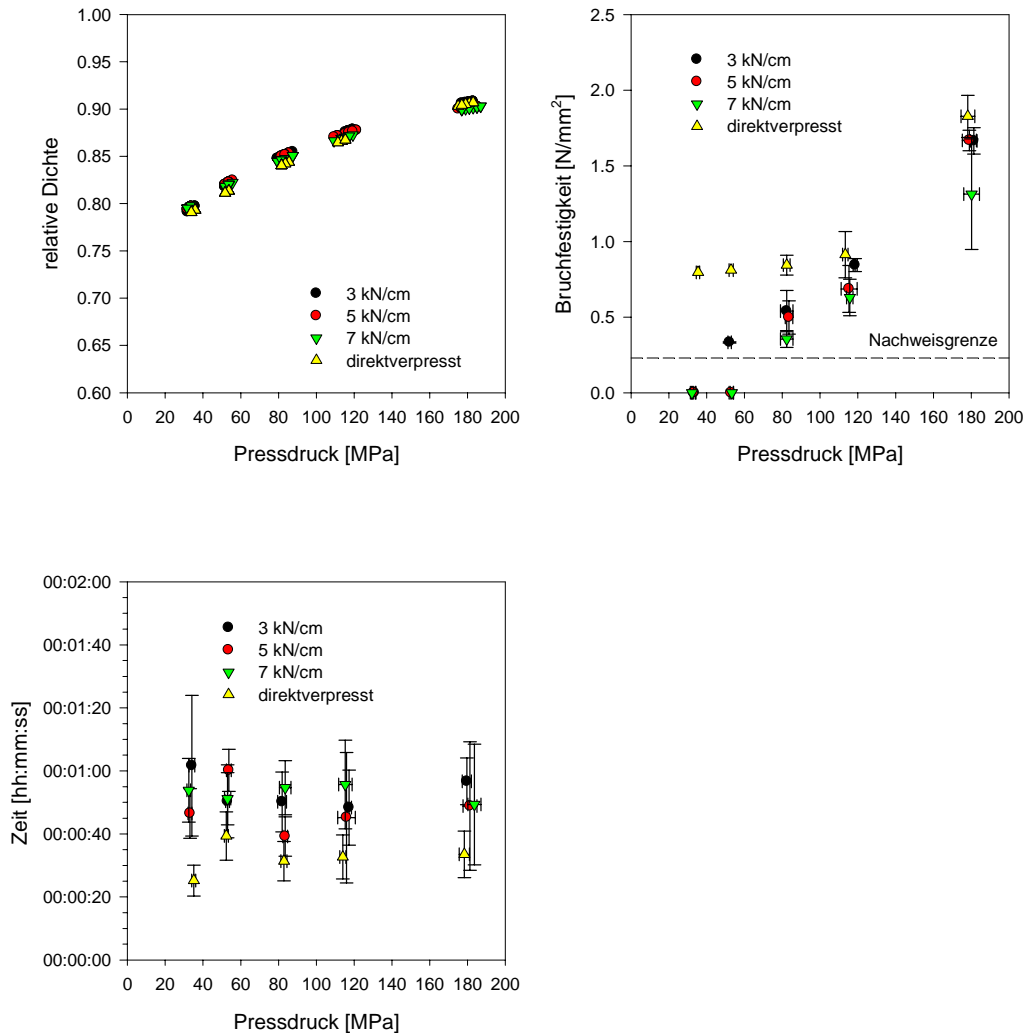 1.00
0.95
0.90
0.85
0.80
0.75
0.70
0.65
0.60
relative Dichte
3 kN/cm
5 kN/cm
7 kN/cm
direktverpresst
0 20 40 60 80 100 120 140 160 180 200
Pressdruck [MPa]
2.5
2.0
1.5
1.0
0.5
0.0
Bruchfestigkeit [N/mm²]
3 kN/cm
5 kN/cm
7 kN/cm
direktverpresst
Nachweisgrenze
0 20 40 60 80 100 120 140 160 180 200
Pressdruck [MPa]
00:02:00
00:01:40
00:01:20
00:01:00
00:00:40
00:00:20
00:00:00
Zeit [hh:mm:ss]
3 kN/cm
5 kN/cm
7 kN/cm
direktverpresst
0 20 40 60 80 100 120 140 160 180 200
Pressdruck [MPa]